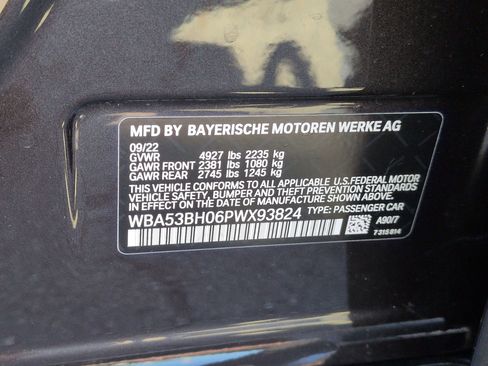 MFD BY BAYERISCHE MOTOREN WERKE AG
09/22
GVWR 4927 lbs 2235 kg
GAWR FRONT 2381 lbs 1080 kg
GAWR REAR 2745 lbs 1245 kg
THIS VEHICLE CONFORMS TO ALL APPLICABLE U.S.FEDERAL MOTOR
VEHICLE SAFETY, BUMPER, AND THEFT PREVENTION STANDARDS
IN EFFECT ON THE DATE OF MANUFACTURE SHOWN ABOVE.
WBA53BH06PWX93824 TYPE: PASSENGER CAR
A90/7
7315814